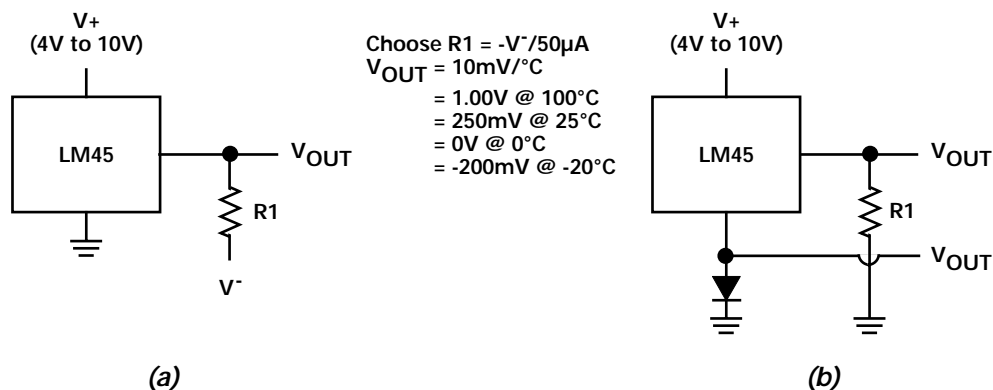 V+
(4V to 10V)
LM45
VOUT
R1
V-
(a)
Choose R1 = -V-/50µA
VOUT = 10mV/°C
= 1.00V @ 100°C
= 250mV @ 25°C
= 0V @ 0°C
= -200mV @ -20°C
V+
(4V to 10V)
LM45
VOUT
R1
VOUT
(b)